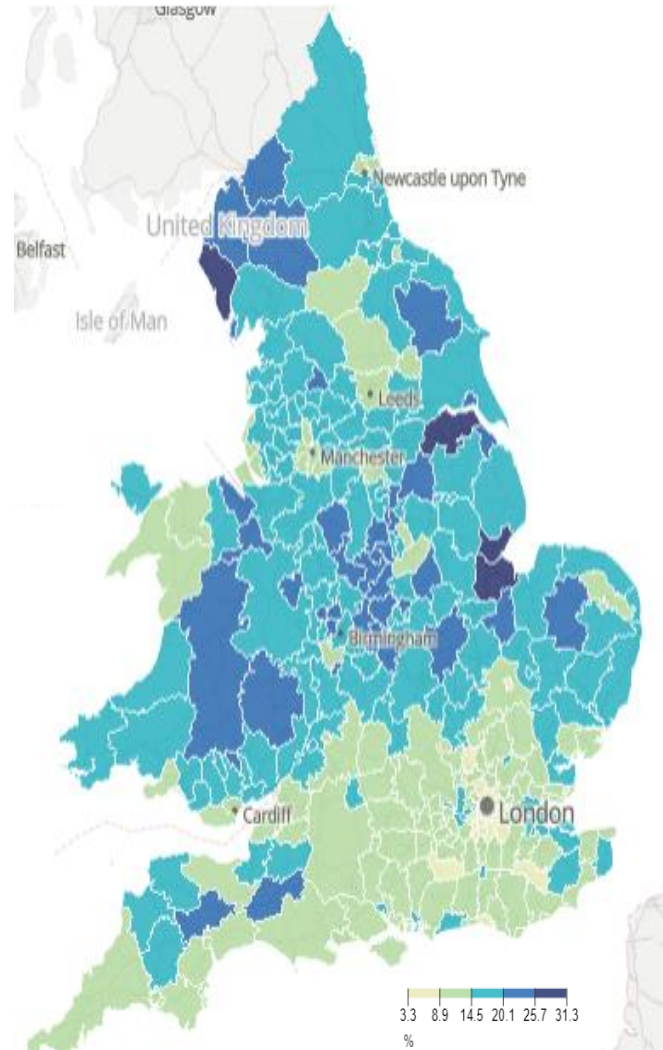 Glasgow
Newcastle upon Tyne
United Kingdom
Belfast
Isle of Man
Leeds
Manchester
Birmingham
Cardiff
London
3.3 8.9 14.5 20.1 25.7 31.3
%